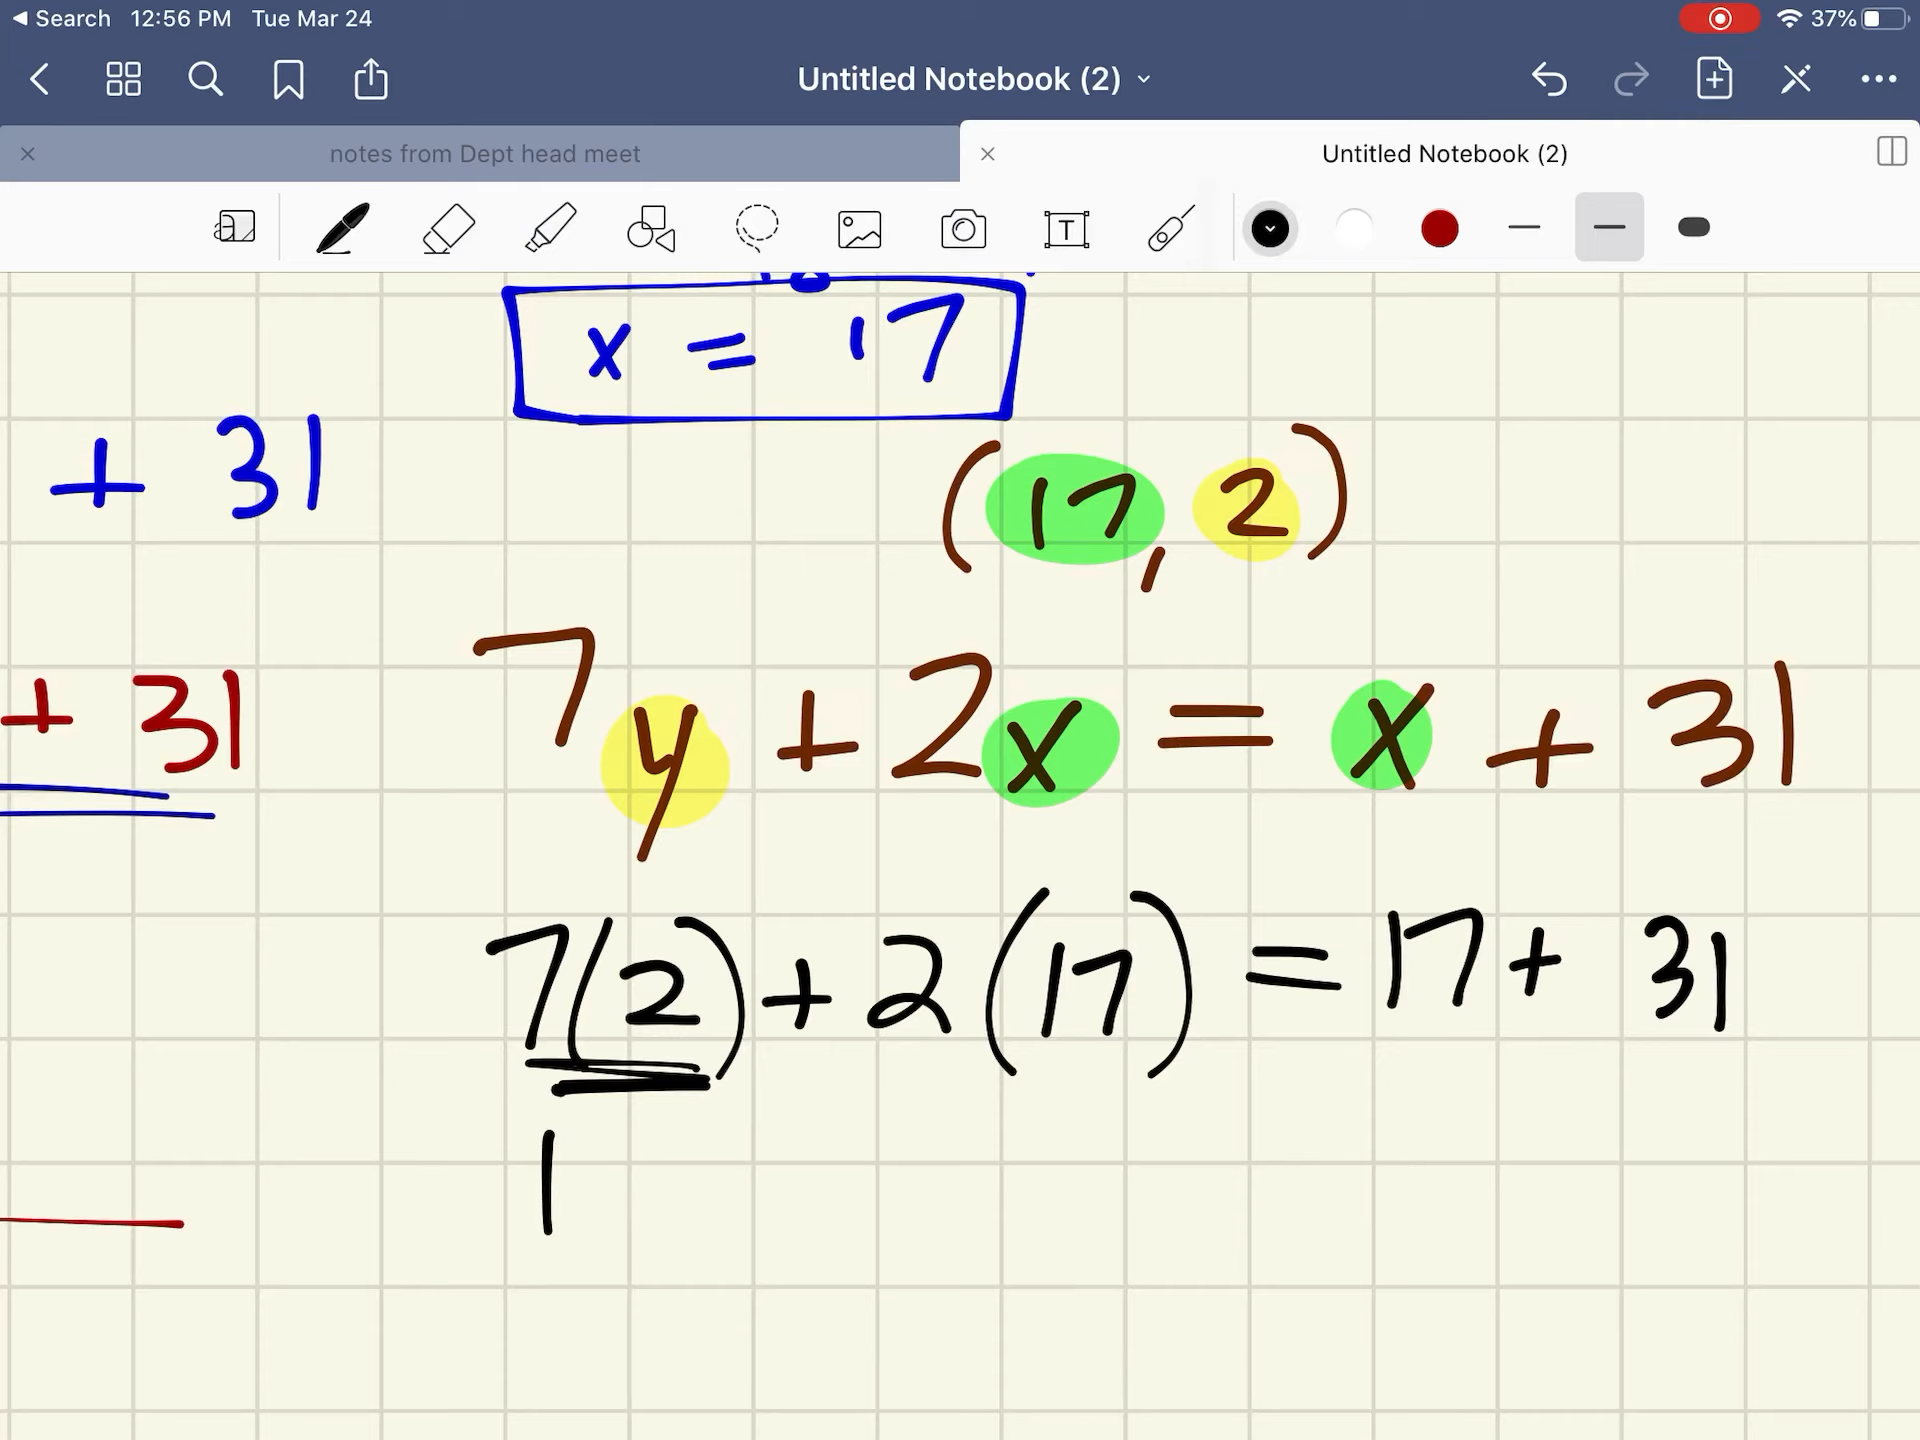 Search 12:56 PM Tue Mar 24 37%
Untitled Notebook (2)
notes from Dept head meet
Untitled Notebook (2)
x = 17
+ 31
(17, 2)
+ 31
7y + 2x = x + 31
7(2) + 2(17) = 17 + 31
1